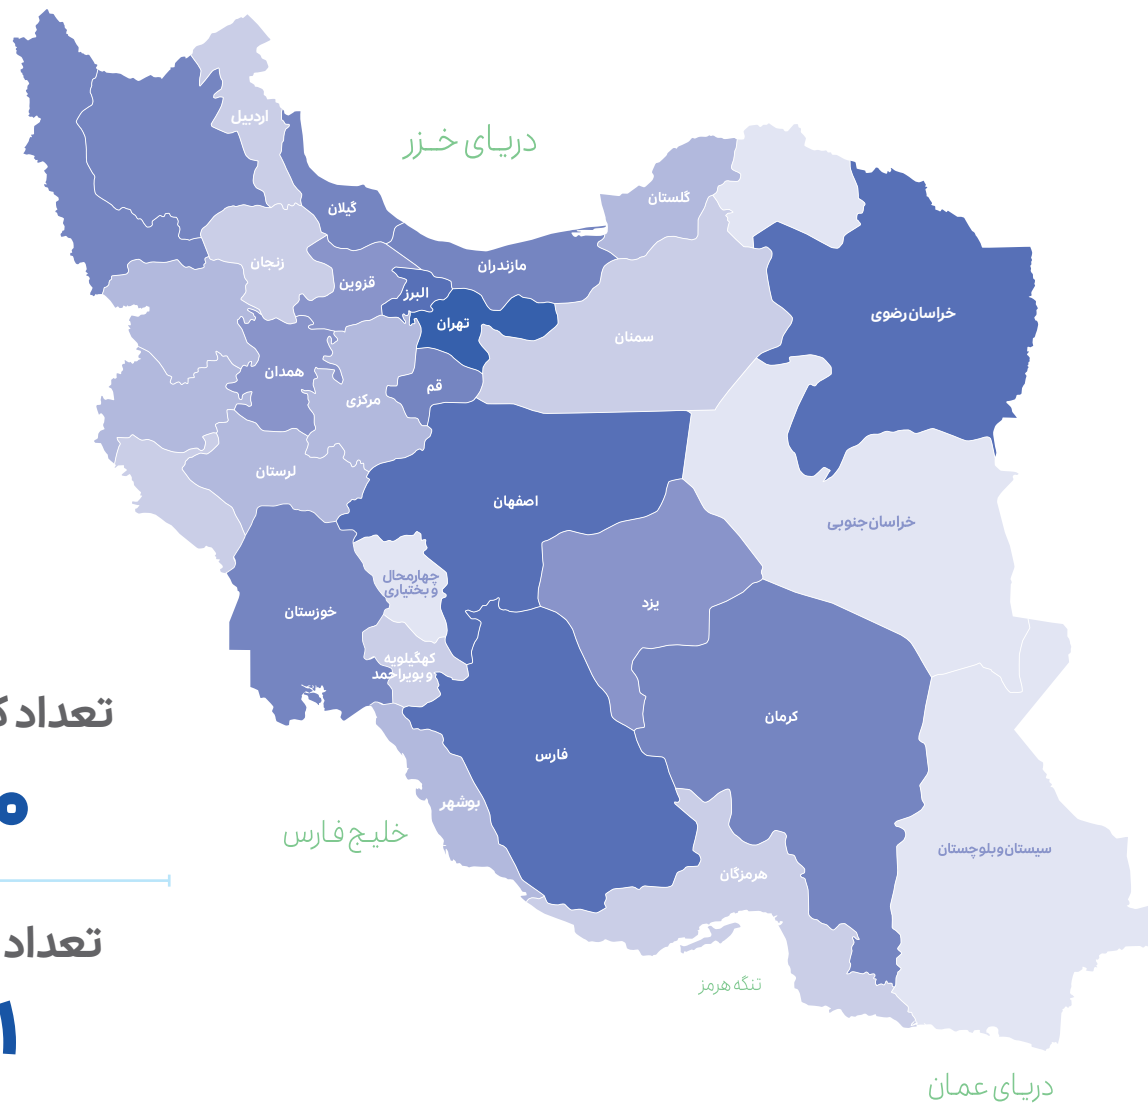 اردبیل
دریای خزر
گلستان
گیلان
زنجان
مازندران
قزوین
البرز
تهران
خراسان رضوی
سمنان
همدان
قم
مرکزی
لرستان
اصفهان
خراسان جنوبی
چهارمحال
و بختیاری
یزد
خوزستان
کهگیلویه
و بویراحمد
تعداد
کرمان
فارس
بوشهر
خلیج فارس
سیستان و بلوچستان
هرمزگان
تعداد
تنگه هرمز
۱
دریای عمان